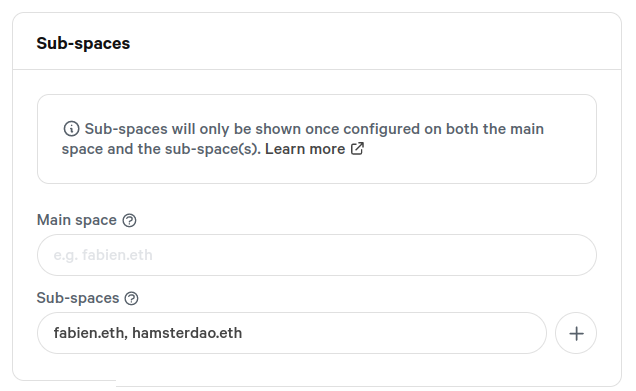 Sub-spaces
Sub-spaces will only be shown once configured on both the main
space and the sub-space(s). Learn more
Main space
e.g. fabien.eth
Sub-spaces
fabien.eth, hamsterdao.eth